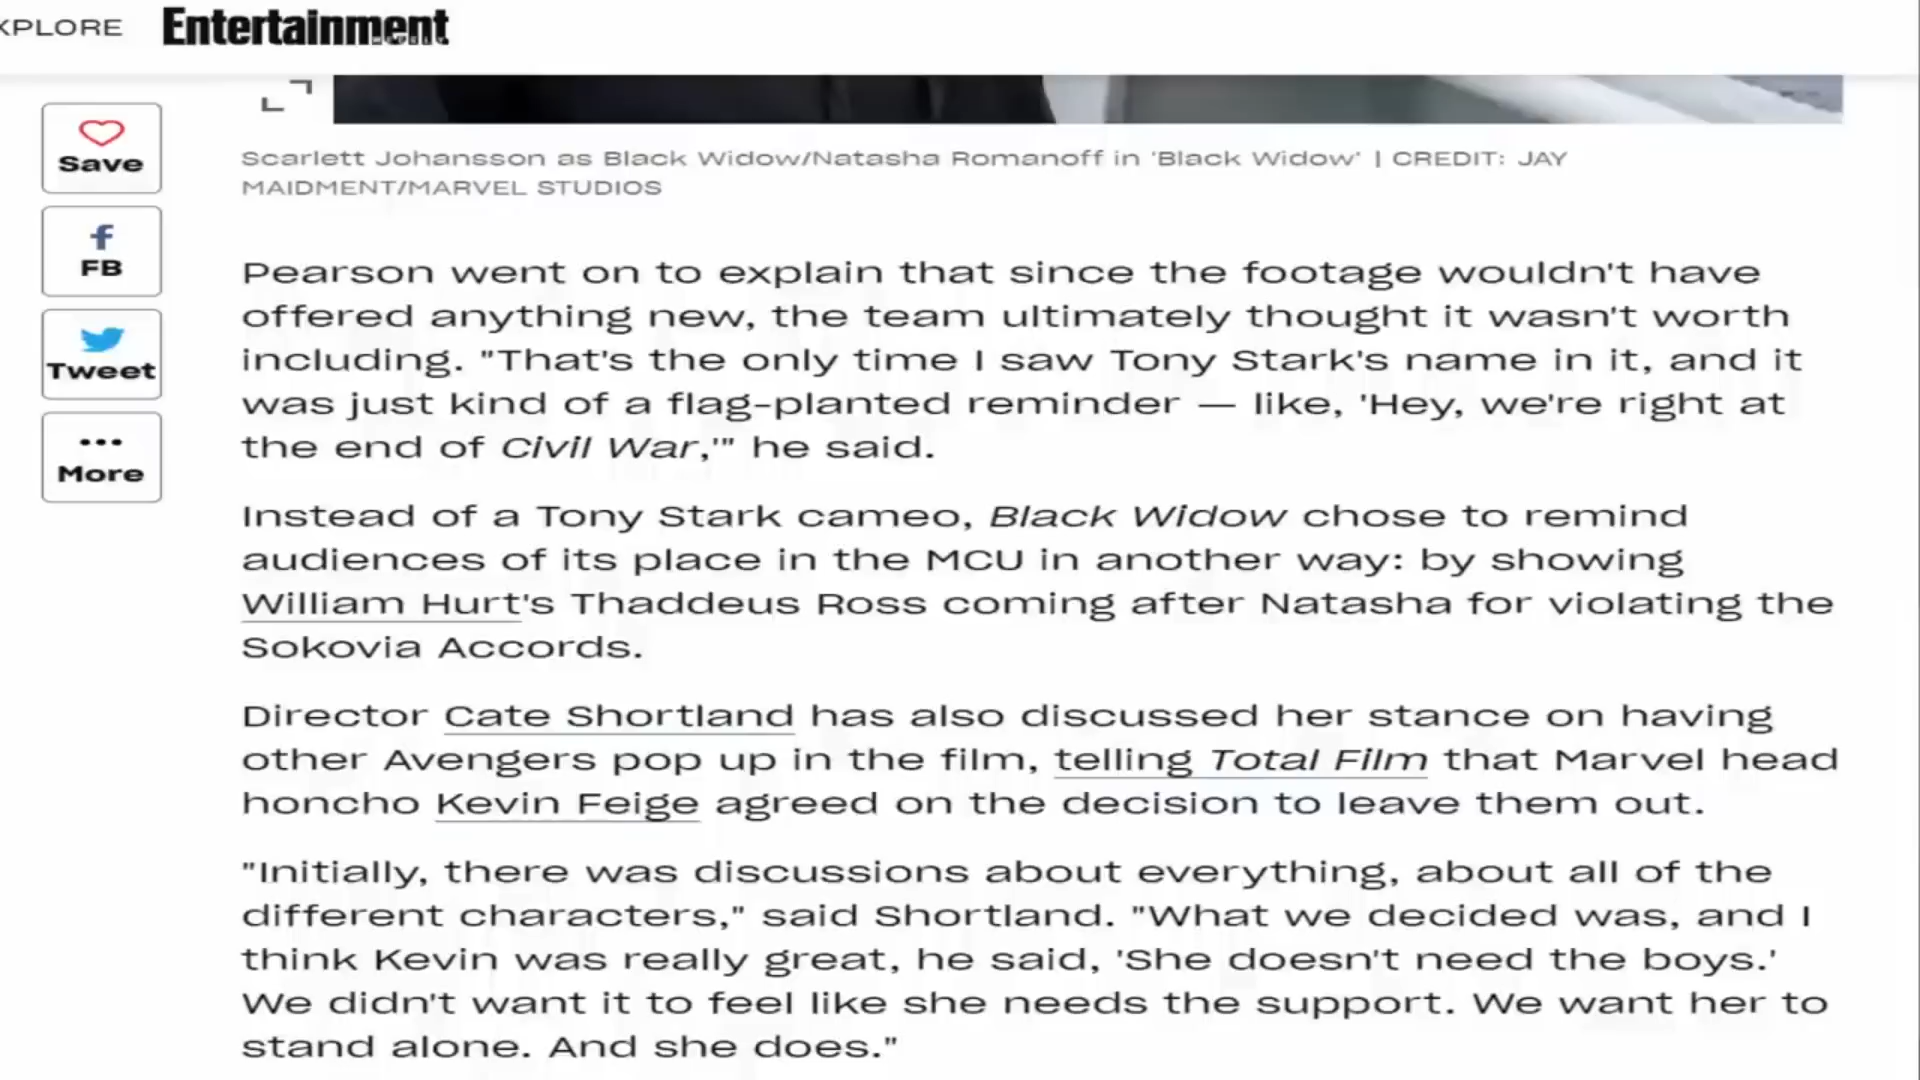 XPLORE
Entertainment
WEEKLY
Save
FB
Tweet
More
Scarlett Johansson as Black Widow/Natasha Romanoff in 'Black Widow' | CREDIT: JAY
MAIDMENT/MARVEL STUDIOS
Pearson went on to explain that since the footage wouldn't have
offered anything new, the team ultimately thought it wasn't worth
including. "That's the only time I saw Tony Stark's name in it, and it
was just kind of a flag-planted reminder — like, 'Hey, we're right at
the end of Civil War,'" he said.
Instead of a Tony Stark cameo, Black Widow chose to remind
audiences of its place in the MCU in another way: by showing
William Hurt's Thaddeus Ross coming after Natasha for violating the
Sokovia Accords.
Director Cate Shortland has also discussed her stance on having
other Avengers pop up in the film, telling Total Film that Marvel head
honcho Kevin Feige agreed on the decision to leave them out.
"Initially, there was discussions about everything, about all of the
different characters," said Shortland. "What we decided was, and I
think Kevin was really great, he said, 'She doesn't need the boys.'
We didn't want it to feel like she needs the support. We want her to
stand alone. And she does."